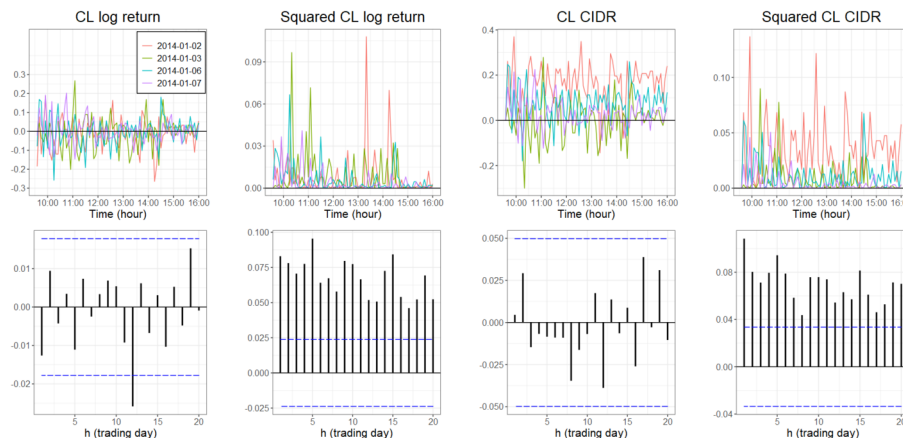 CL log return
Squared CL log return
CL CIDR
Squared CL CIDR
2014-01-02
2014-01-03
2014-01-06
2014-01-07
0.3
0.2
0.1
0.0
-0.1
-0.2
-0.3
0.09
0.06
0.03
0.00
0.4
0.2
0.0
-0.2
0.10
0.05
0.00
10:00 11:00 12:00 13:00 14:00 15:00 16:00
10:00 11:00 12:00 13:00 14:00 15:00 16:00
10:00 11:00 12:00 13:00 14:00 15:00 16:00
10:00 11:00 12:00 13:00 14:00 15:00 16:00
Time (hour)
Time (hour)
Time (hour)
Time (hour)
0.01
0.00
-0.01
-0.02
0.100
0.075
0.050
0.025
0.000
-0.025
0.050
0.025
0.000
-0.025
-0.050
0.08
0.04
0.00
-0.04
5 10 15 20
5 10 15 20
5 10 15 20
5 10 15 20
h (trading day)
h (trading day)
h (trading day)
h (trading day)